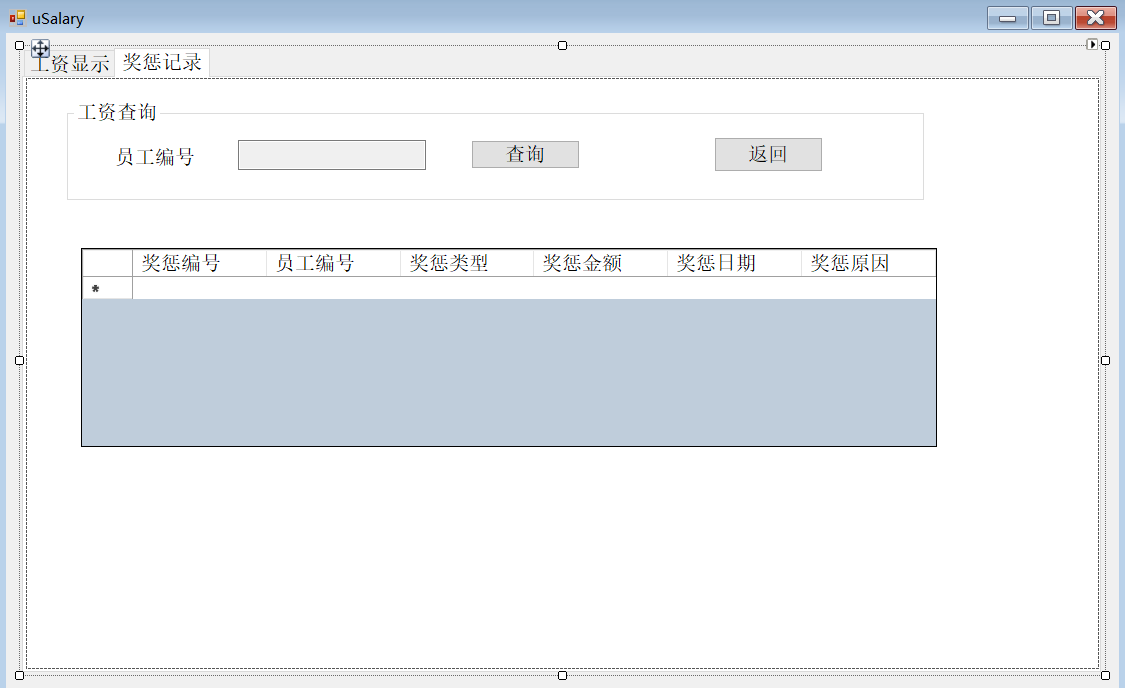 uSalary
工资显示 奖惩记录
工资查询
员工编号 查询 返回
奖惩编号 员工编号 奖惩类型 奖惩金额 奖惩日期 奖惩原因
*